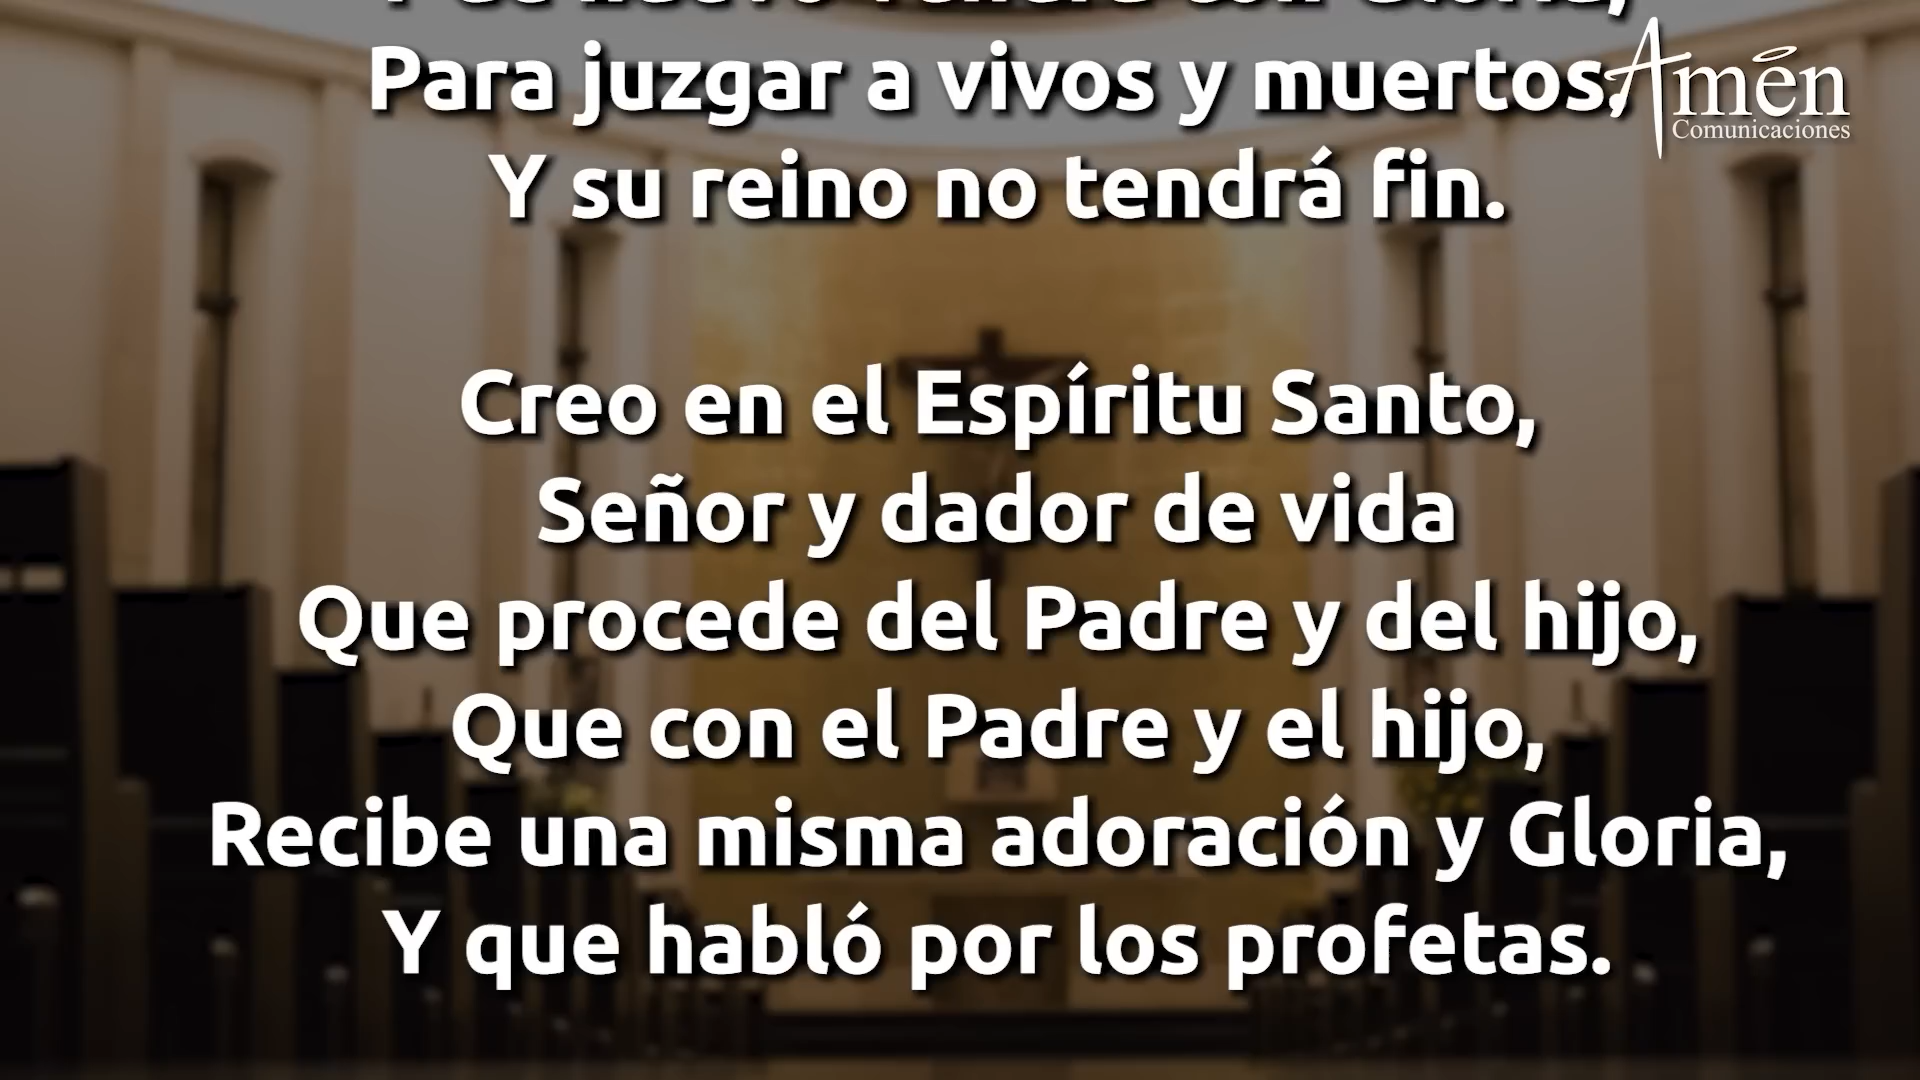 Para juzgar a vivos y muertos,
Y su reino no tendrá fin.
Creo en el Espíritu Santo,
Señor y dador de vida
Que procede del Padre y del hijo,
Que con el Padre y el hijo,
Recibe una misma adoración y Gloria,
Y que habló por los profetas.
Amén
Comunicaciones